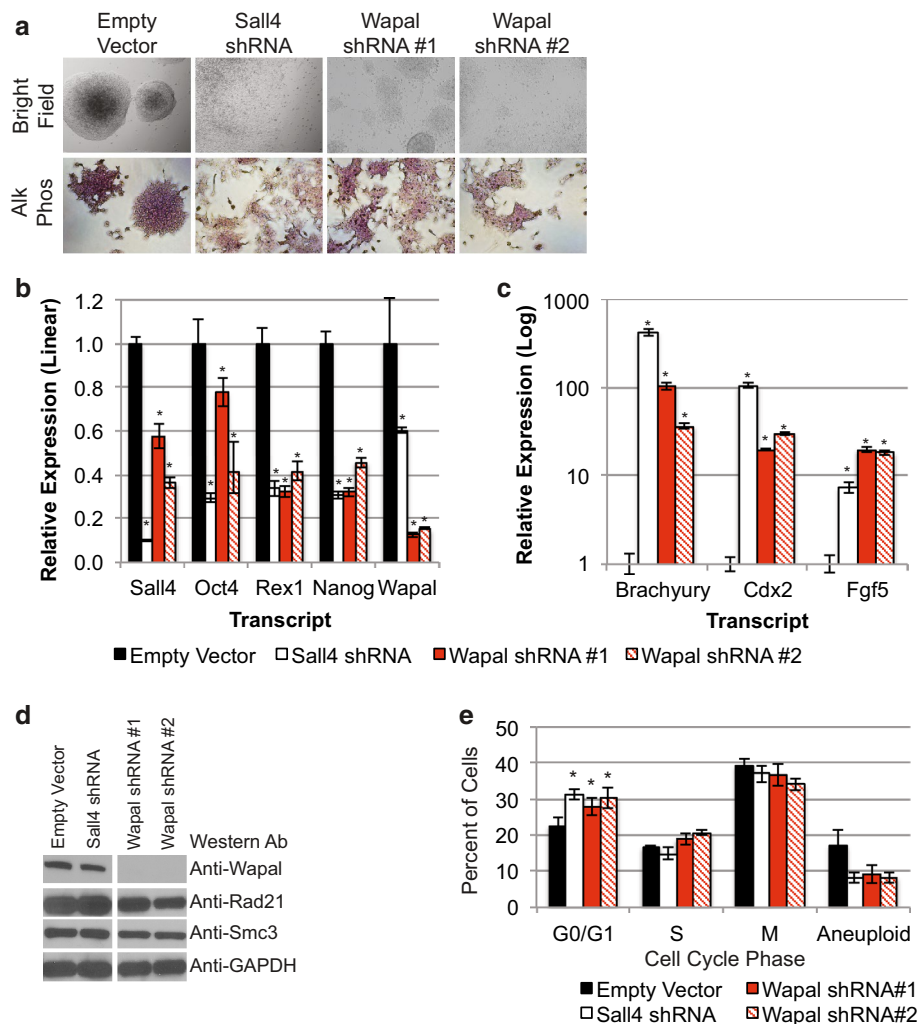 a
Empty Vector
Sall4 shRNA
Wapal shRNA #1
Wapal shRNA #2
Bright Field
Alk Phos
b
Relative Expression (Linear)
1.2
1.0
0.8
0.6
0.4
0.2
0.0
* * * * * * * * * * * * * * *
Sall4 Oct4 Rex1 Nanog Wapal
Transcript
c
Relative Expression (Log)
1000
100
10
1
* * * * * * * * *
Brachyury Cdx2 Fgf5
Transcript
Empty Vector Sall4 shRNA Wapal shRNA #1 Wapal shRNA #2
d
Empty Vector
Sall4 shRNA
Wapal shRNA #1
Wapal shRNA #2
Western Ab
Anti-Wapal
Anti-Rad21
Anti-Smc3
Anti-GAPDH
e
Percent of Cells
50
40
30
20
10
0
* * *
G0/G1 S M Aneuploid
Cell Cycle Phase
Empty Vector Wapal shRNA#1
Sall4 shRNA Wapal shRNA#2